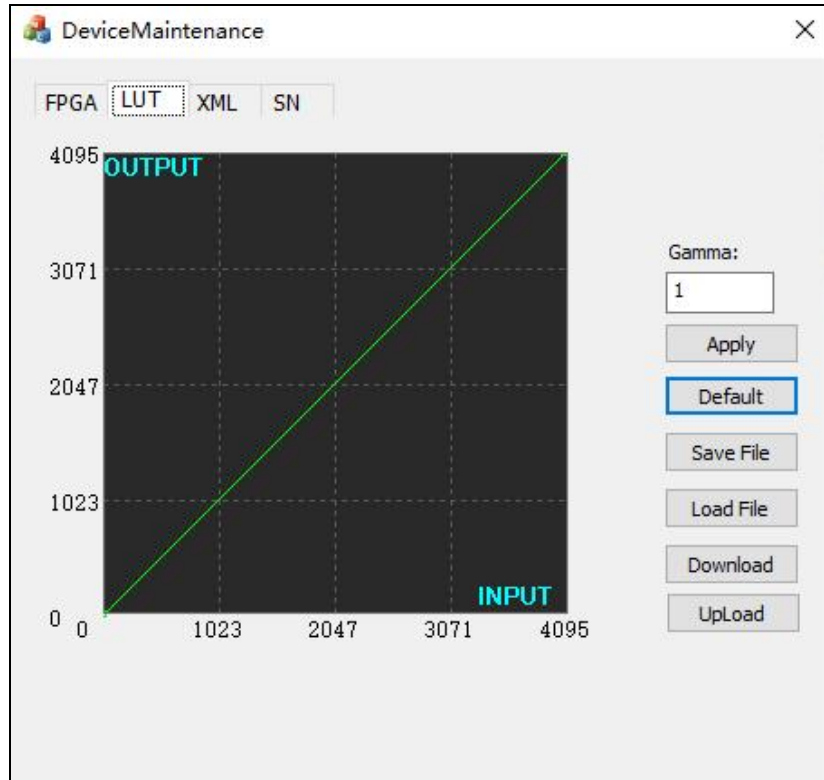 DeviceMaintenance
FPGA LUT XML SN
4095 OUTPUT
3071
2047
1023
0
INPUT
0 1023 2047 3071 4095
Gamma:
1
Apply
Default
Save File
Load File
Download
UpLoad